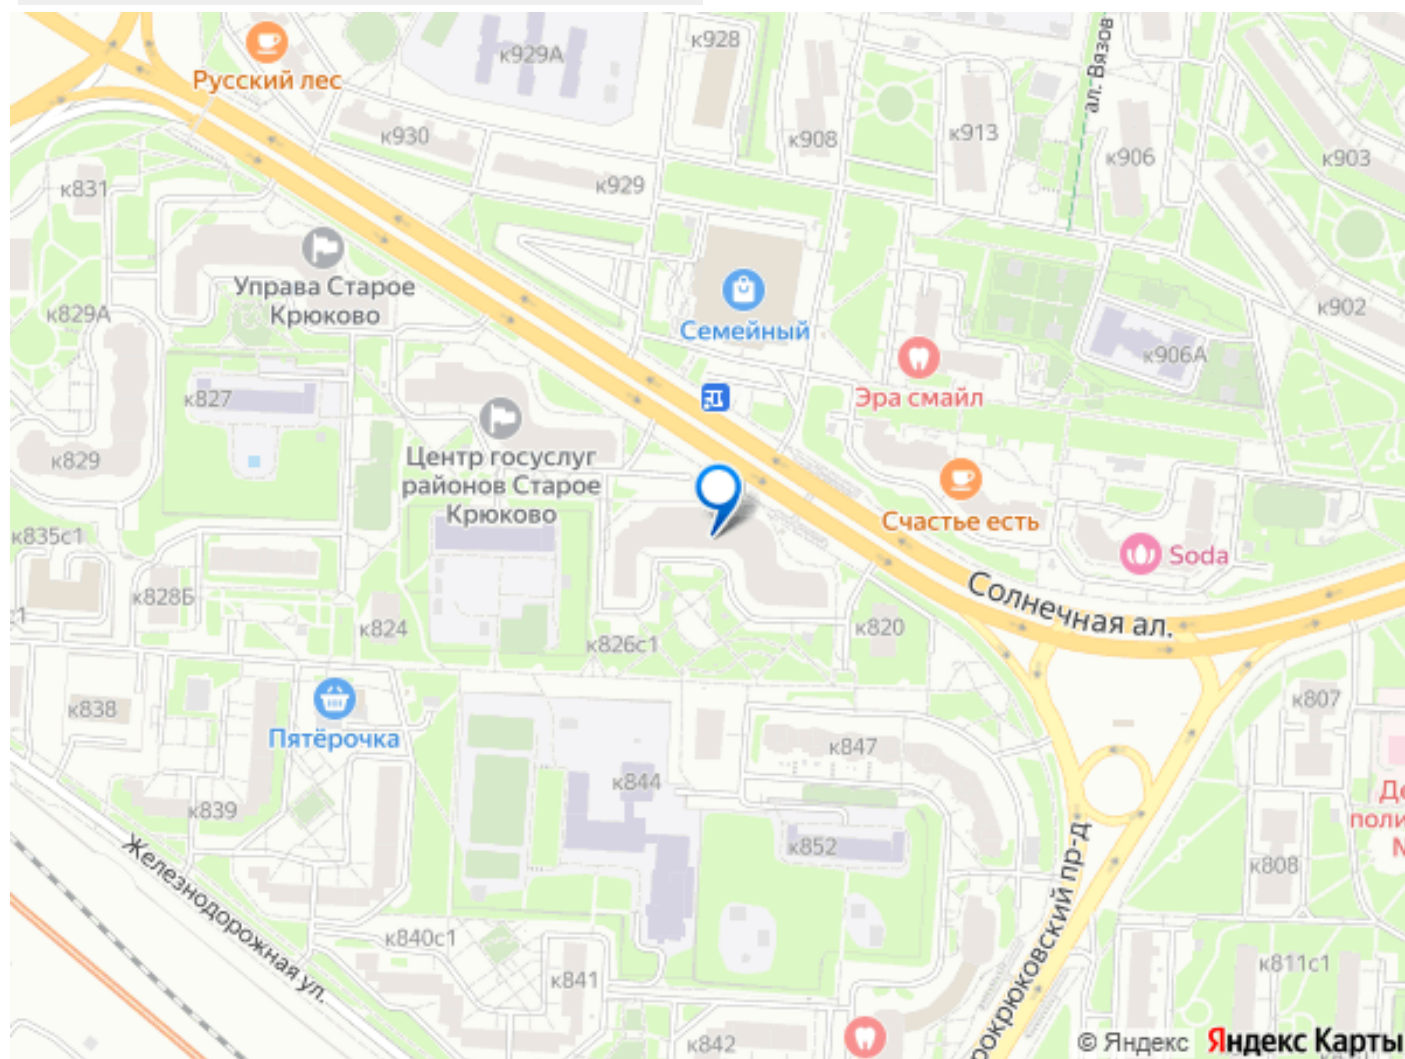 к928
к929А
ал. Вязов
Русский лес
к930
к908
к913
к906
к903
к831
к929
Управа Старое
Крюково
к829А
Семейный
к902
к906А
Эра смайл
к827
Центр госуслуг
районов Старое
Крюково
к829
Счастье есть
к835с1
Soda
к828Б
Солнечная ал.
к824
к826с1
к820
к838
Пятёрочка
к847
к807
к844
к839
к852
к808
Железнодорожная ул.
к840с1
к841
к811с1
к842
© Яндекс Яндекс Карты